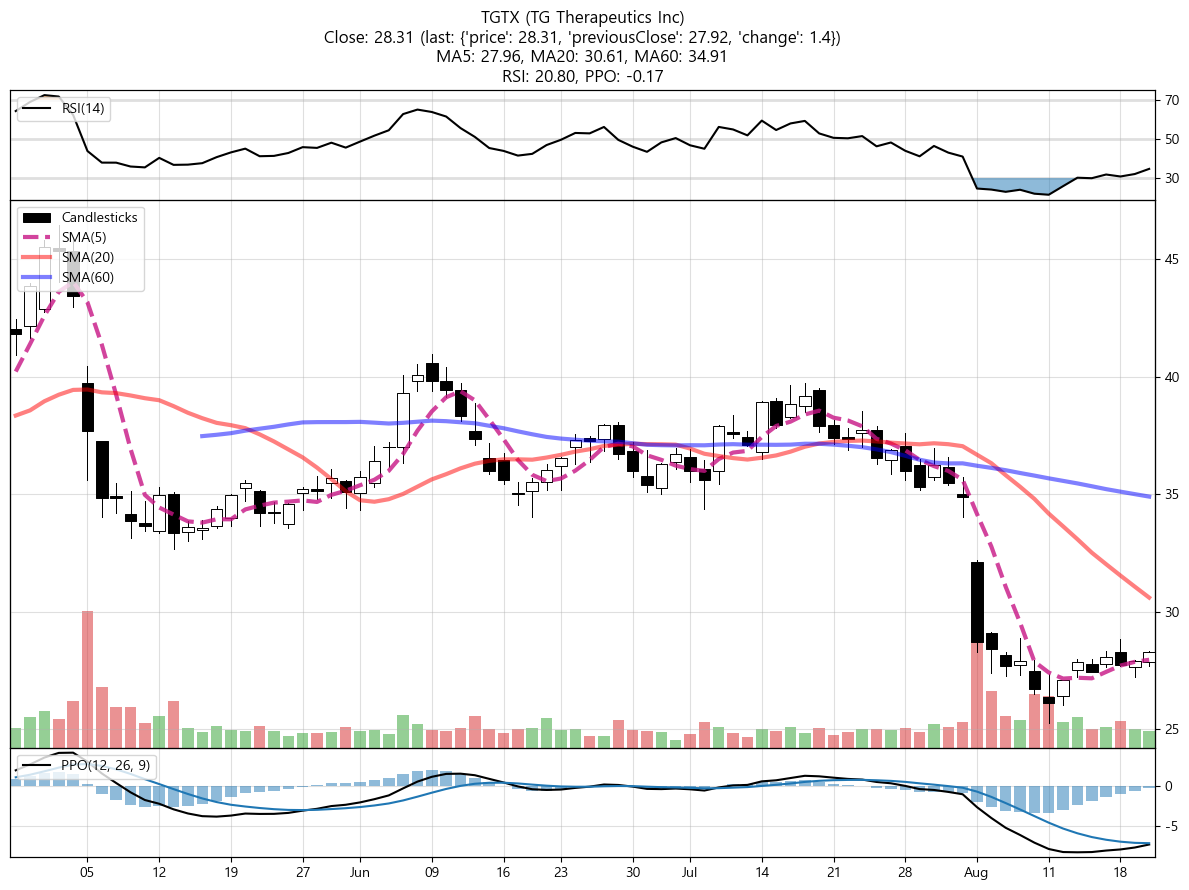 TGTX (TG Therapeutics Inc)
Close: 28.31 (last: {'price': 28.31, 'previousClose': 27.92, 'change': 1.4})
MA5: 27.96, MA20: 30.61, MA60: 34.91
RSI: 20.80, PPO: -0.17
RSI(14)
70
50
30
Candlesticks
SMA(5)
SMA(20)
SMA(60)
45
40
35
30
25
PPO(12, 26, 9)
0
-5
05 12 19 27 Jun 09 16 23 30 Jul 14 21 28 Aug 11 18